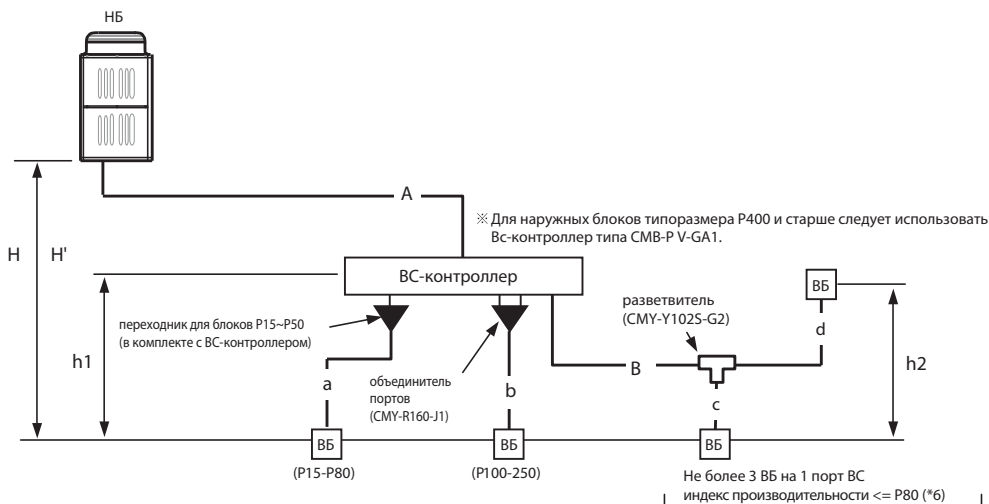 НБ
A
※ Для наружных блоков типоразмера P400 и старше следует использовать
Вс-контроллер типа CMB-P V-GA1.
H
H'
ВС-контроллер
ВБ
разветвитель
(CMY-Y102S-G2)
переходник для блоков P15~P50
(в комплекте с ВС-контроллером)
d
h1
h2
B
a
объединитель
портов
(CMY-R160-J1)
b
c
ВБ
ВБ
ВБ
(P15-P80)
(P100-250)
Не более 3 ВБ на 1 порт ВС
индекс производительности <= P80 (*6)